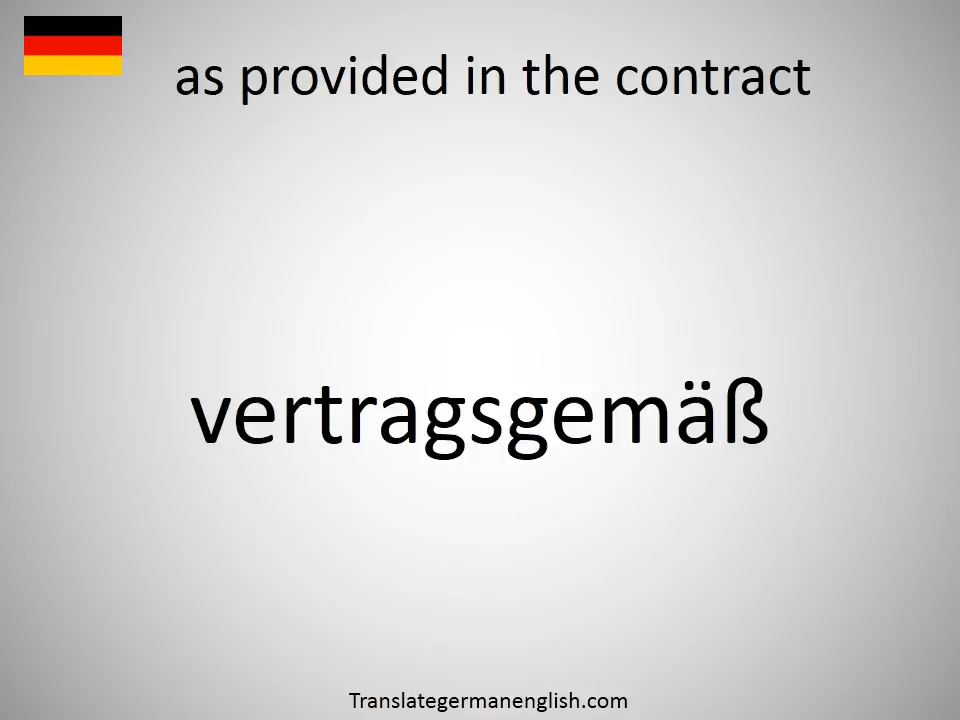 as provided in the contract
vertragsgemäß
Translategermanenglish.com